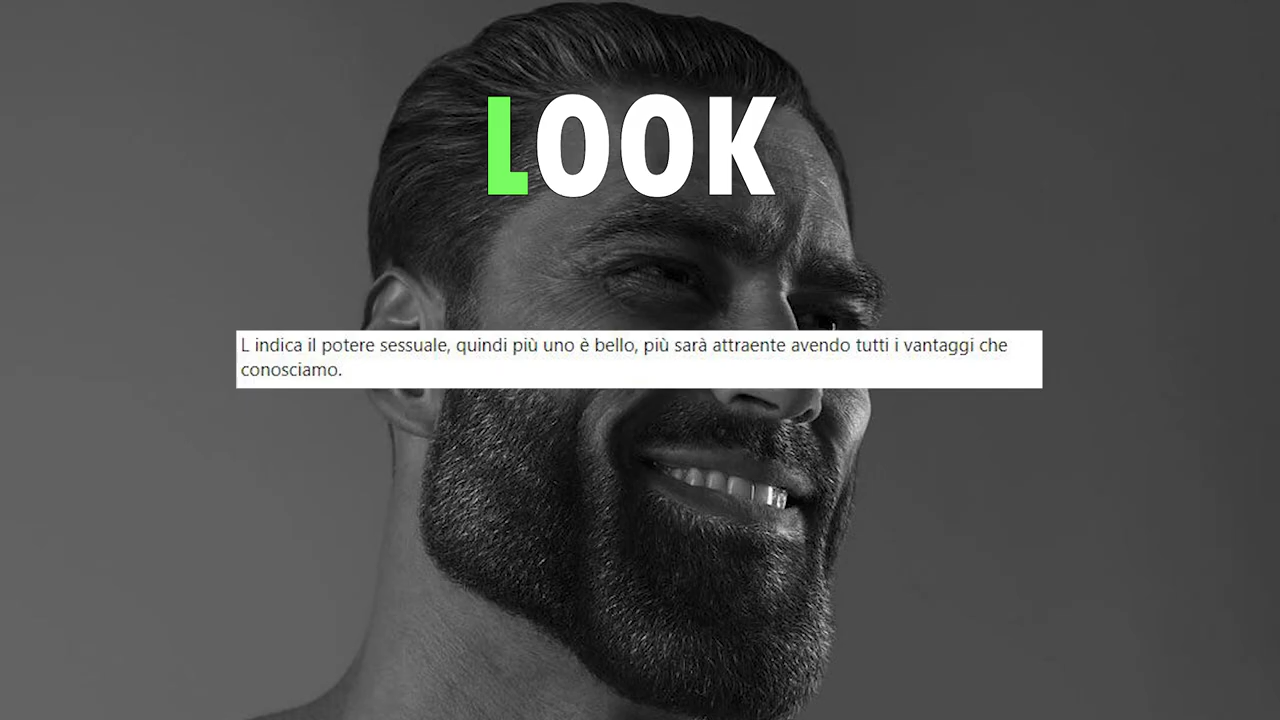 LOOK
L indica il potere sessuale, quindi più uno è bello, più sarà attraente avendo tutti i vantaggi che
conosciamo.